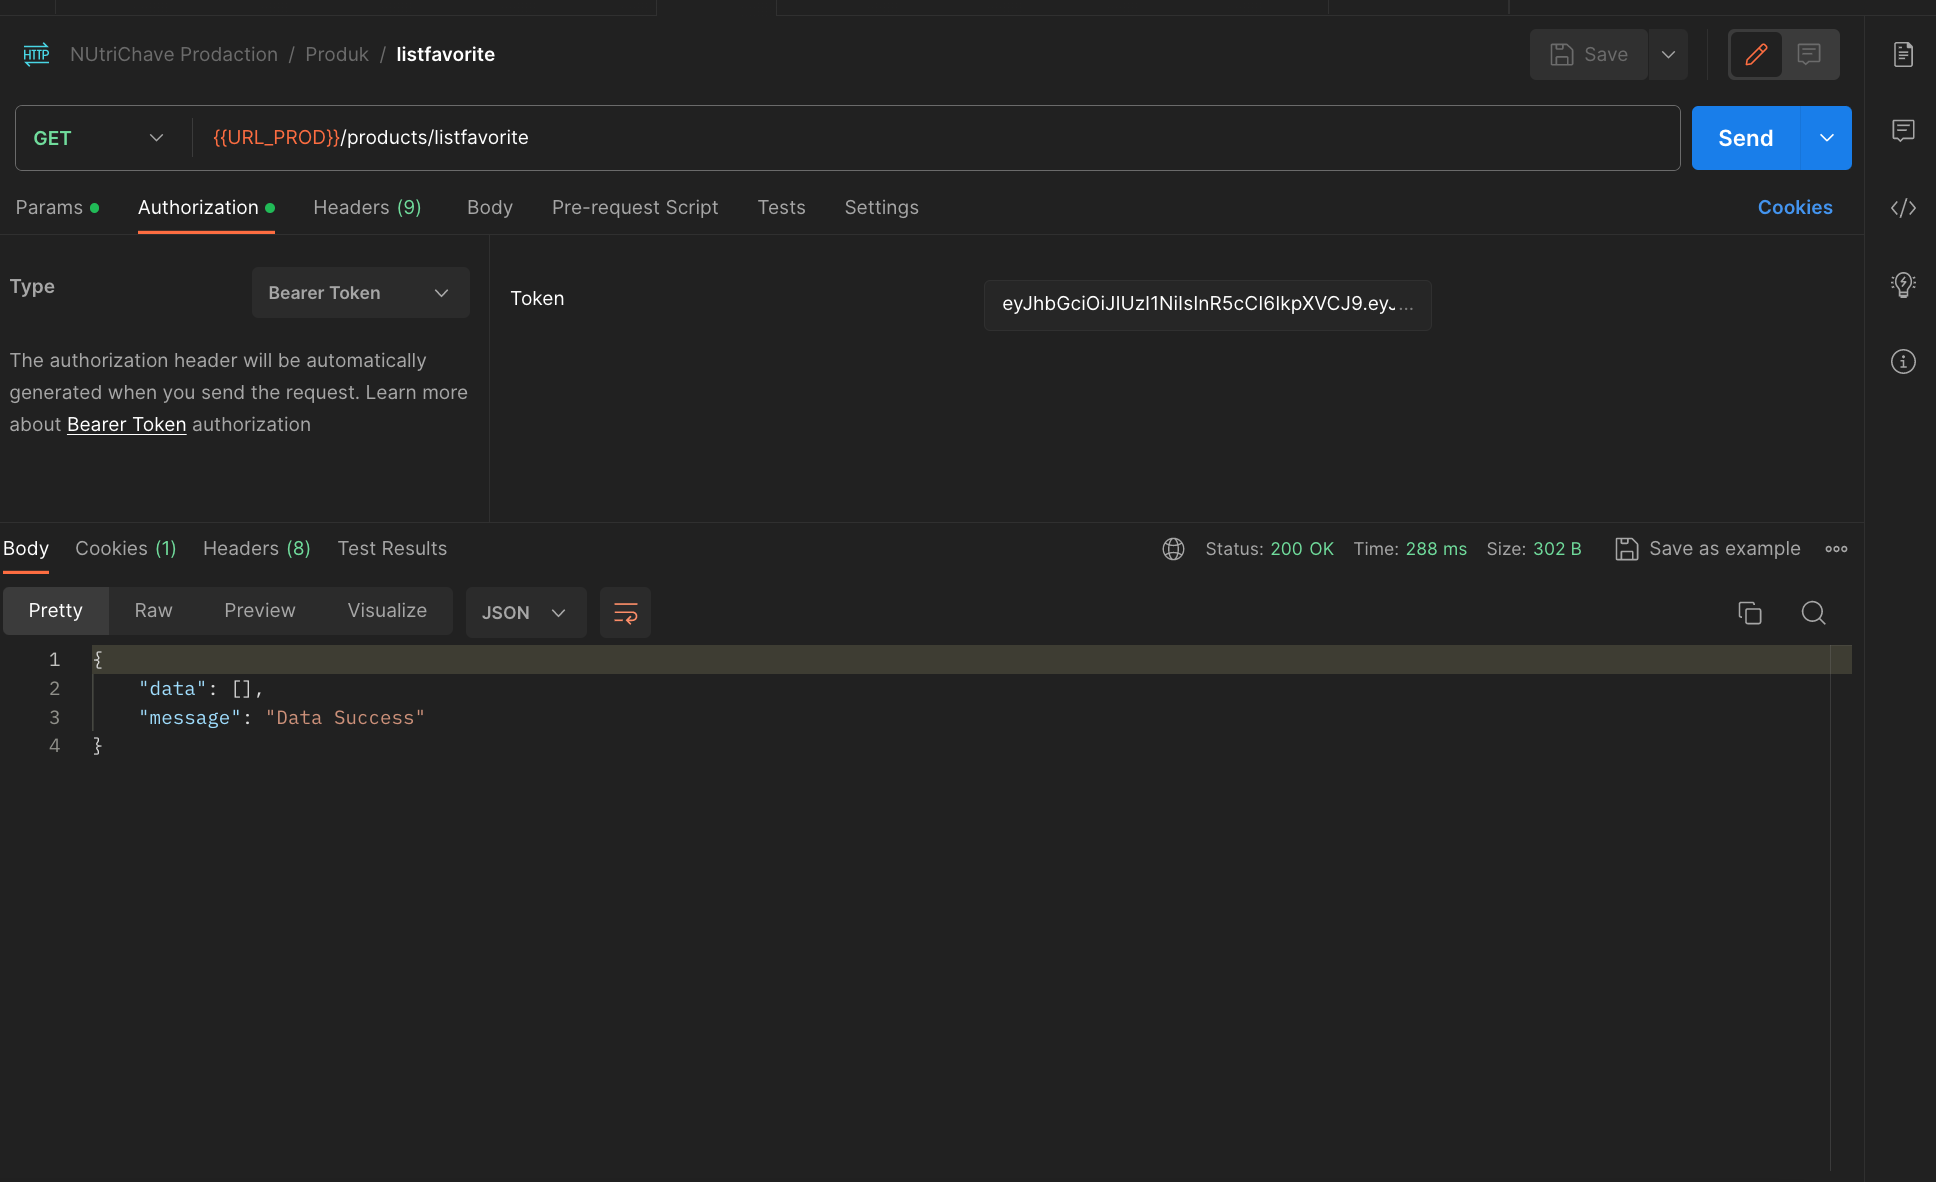 HTTP NUtriChave Prodaction / Produk / listfavorite
Save
GET {{URL_PROD}}/products/listfavorite
Send
Params Authorization Headers (9) Body Pre-request Script Tests Settings Cookies
Type Bearer Token
The authorization header will be automatically
generated when you send the request. Learn more
about Bearer Token authorization
Token eyJhbGciOiJIUzI1NiIsInR5cCI6IkpXVCJ9.eyJ...
Body Cookies (1) Headers (8) Test Results Status: 200 OK Time: 288 ms Size: 302 B Save as example
Pretty Raw Preview Visualize JSON
1 {
2 "data": [],
3 "message": "Data Success"
4 }